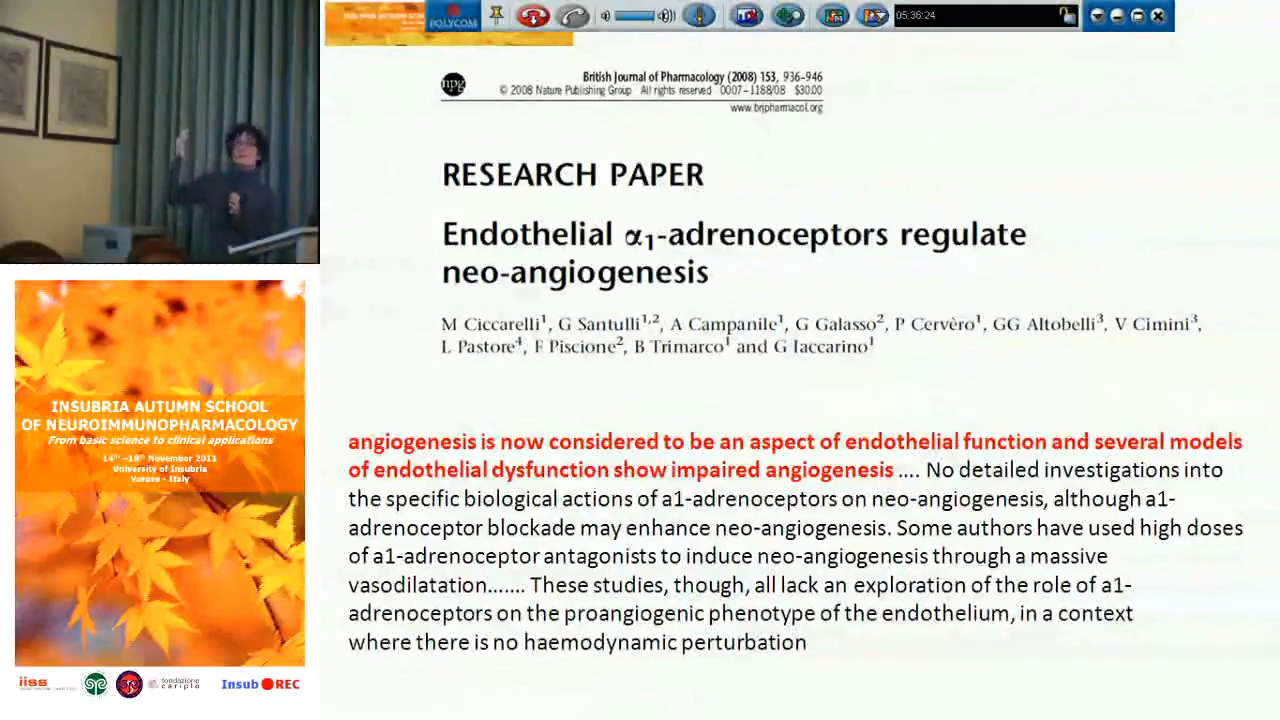 POLYCOM
05:36:24
npg
British Journal of Pharmacology (2008) 153, 936–946
© 2008 Nature Publishing Group All rights reserved 0007–1188/08 $30.00
www.brjpharmacol.org
RESEARCH PAPER
Endothelial α1-adrenoceptors regulate
neo-angiogenesis
M Ciccarelli1, G Santulli1,2, A Campanile1, G Galasso2, P Cervèro1, GG Altobelli3, V Cimini3,
L Pastore4, F Piscione2, B Trimarco1 and G Iaccarino1
angiogenesis is now considered to be an aspect of endothelial function and several models
of endothelial dysfunction show impaired angiogenesis .... No detailed investigations into
the specific biological actions of a1-adrenoceptors on neo-angiogenesis, although a1-
adrenoceptor blockade may enhance neo-angiogenesis. Some authors have used high doses
of a1-adrenoceptor antagonists to induce neo-angiogenesis through a massive
vasodilatation....... These studies, though, all lack an exploration of the role of a1-
adrenoceptors on the proangiogenic phenotype of the endothelium, in a context
where there is no haemodynamic perturbation
INSUBRIA AUTUMN SCHOOL
OF NEUROIMMUNOPHARMACOLOGY
From basic science to clinical applications
November 2011
University of Insubria
Varese - Italy
iiss
fondazione
cariplo
Insub REC